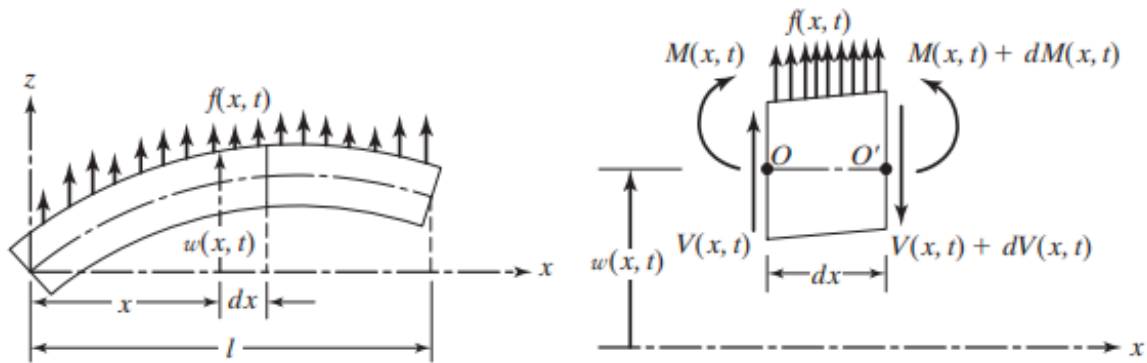 z
f(x, t)
w(x, t)
x
x
dx
l
f(x, t)
M(x, t)
M(x, t) + dM(x, t)
O
O′
V(x, t)
V(x, t) + dV(x, t)
w(x, t)
dx
x